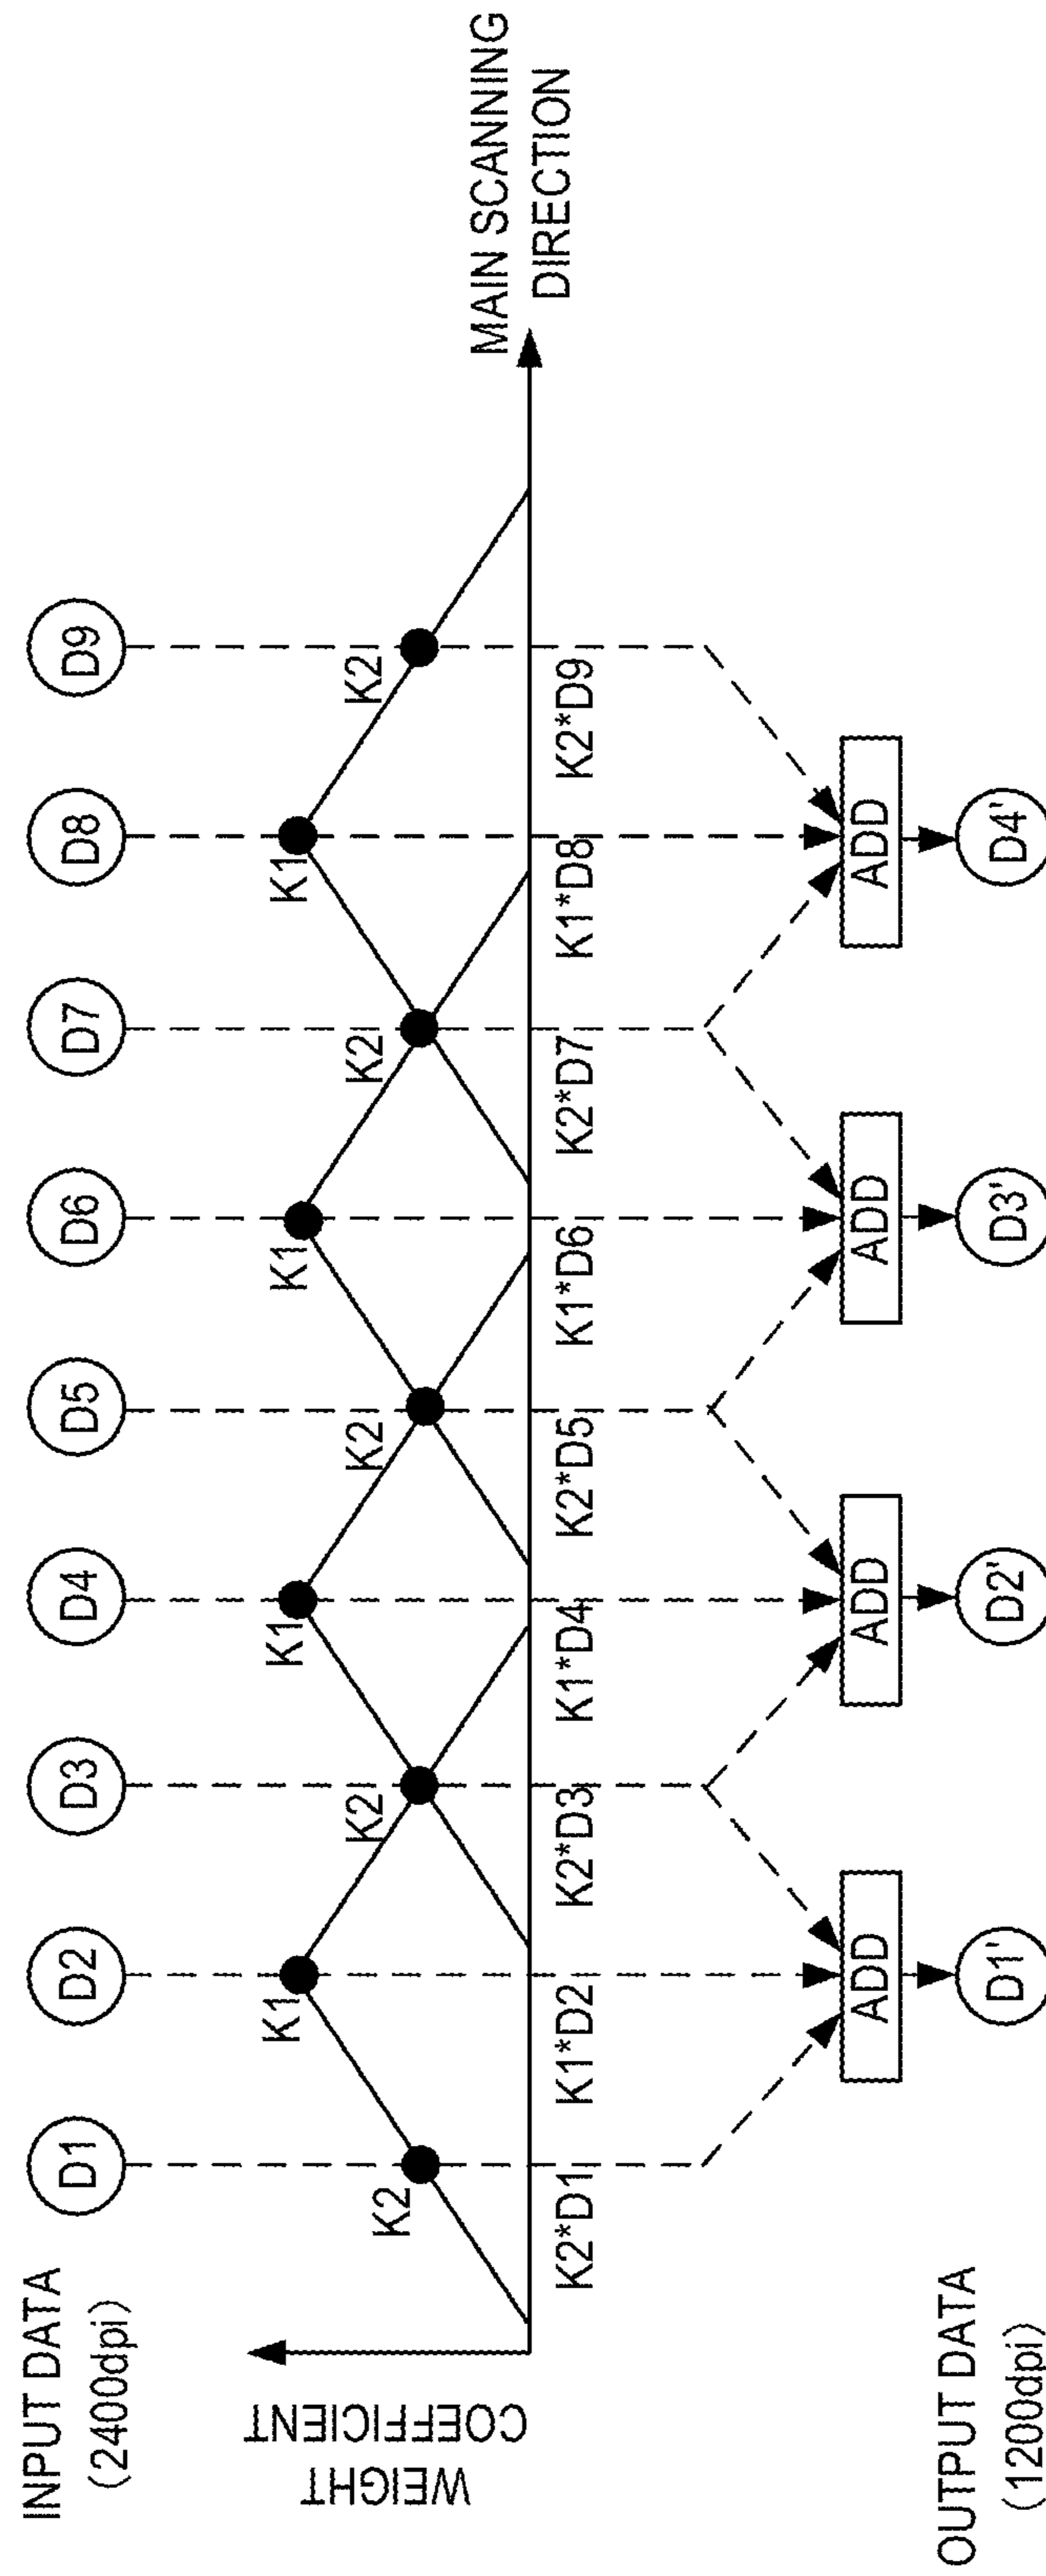 INPUT DATA
(2400dpi)
D1
D2
D3
D4
D5
D6
D7
D8
D9
WEIGHT
COEFFICIENT
K2
K1
K2
K1
K2
K1
K2
K1
K2
MAIN SCANNING
DIRECTION
K2*D1
K1*D2
K2*D3
K1*D4
K2*D5
K1*D6
K2*D7
K1*D8
K2*D9
ADD
ADD
ADD
ADD
OUTPUT DATA
(1200dpi)
D1'
D2'
D3'
D4'